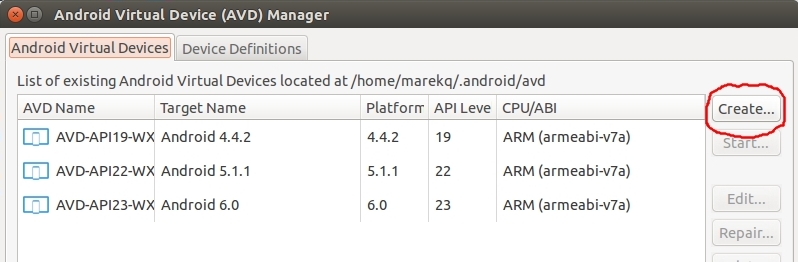 Android Virtual Device (AVD) Manager
Android Virtual Devices Device Definitions
List of existing Android Virtual Devices located at /home/marekq/.android/avd
AVD Name Target Name Platform API Leve CPU/ABI
Create...
AVD-API19-WX Android 4.4.2 4.4.2 19 ARM (armeabi-v7a)
Start...
AVD-API22-WX Android 5.1.1 5.1.1 22 ARM (armeabi-v7a)
AVD-API23-WX Android 6.0 6.0 23 ARM (armeabi-v7a)
Edit...
Repair...